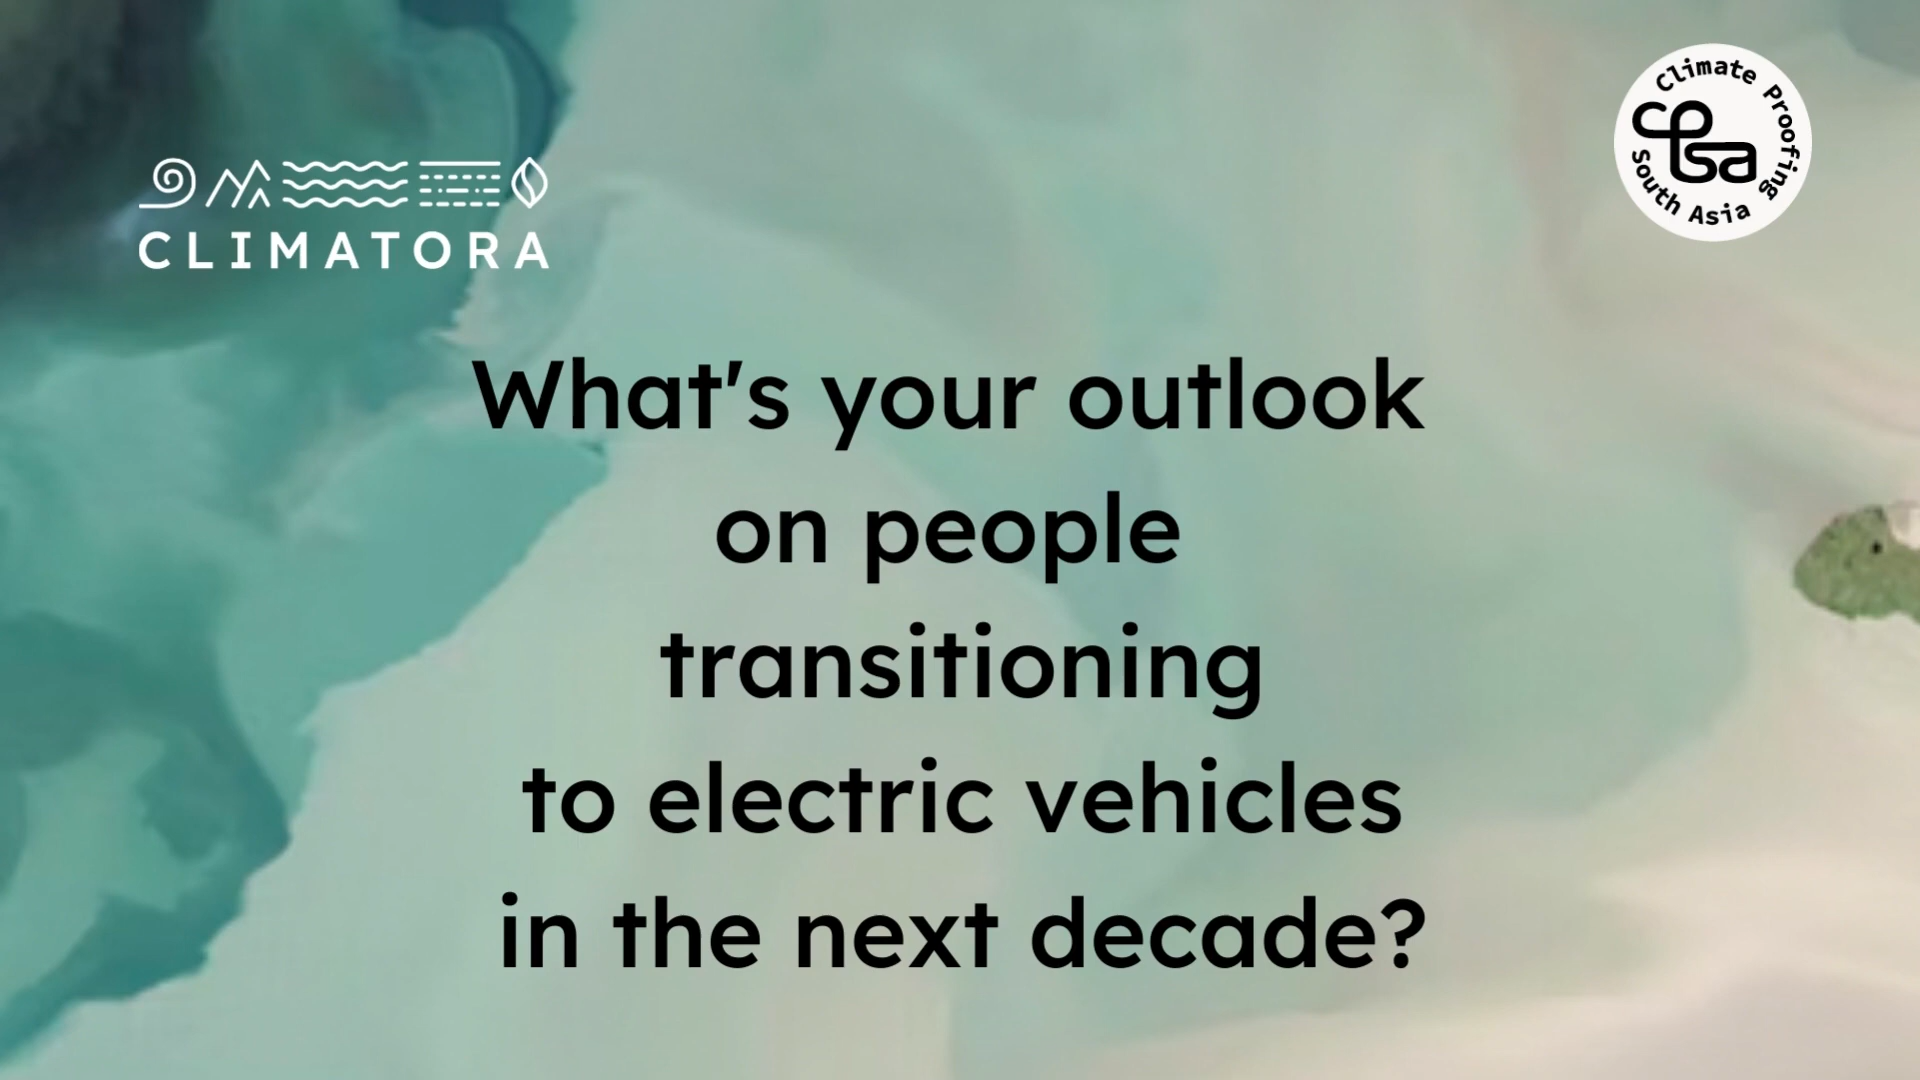 CLIMATORA
Climate Proofing
cpsa
South Asia
What's your outlook
on people
transitioning
to electric vehicles
in the next decade?